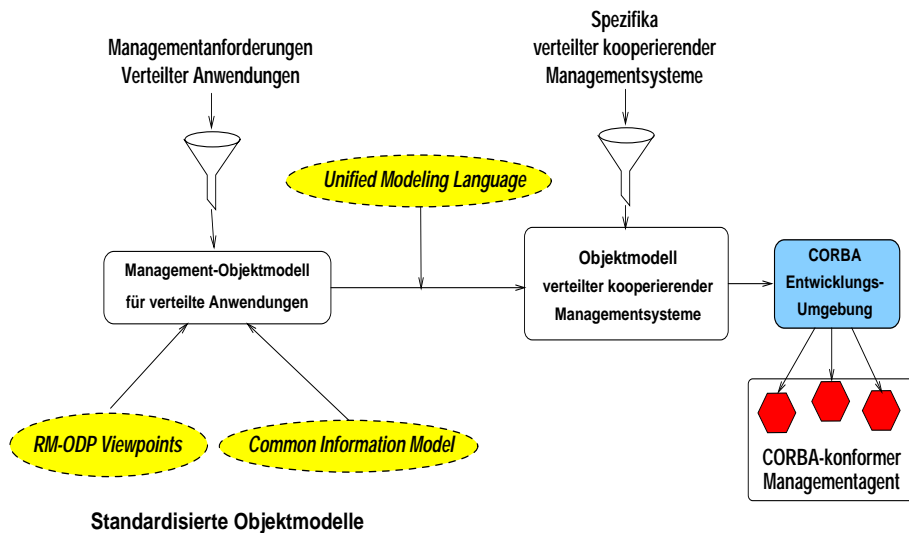 Managementanforderungen
Verteilter Anwendungen
Spezifika
verteilter kooperierender
Managementsysteme
Unified Modeling Language
Management-Objektmodell
für verteilte Anwendungen
Objektmodell
verteilter kooperierender
Managementsysteme
CORBA
Entwicklungs-
Umgebung
RM-ODP Viewpoints
Common Information Model
CORBA-konformer
Managementagent
Standardisierte Objektmodelle